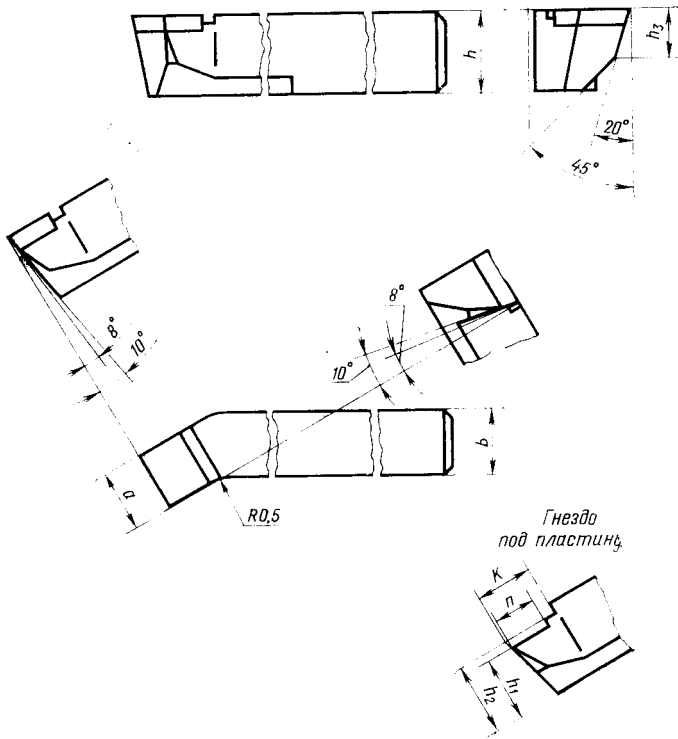 h
h₃
20°
45°
8°
10°
8°
10°
b
a
R0,5
Гнездо
под пластину
К
п
h₁
h₂